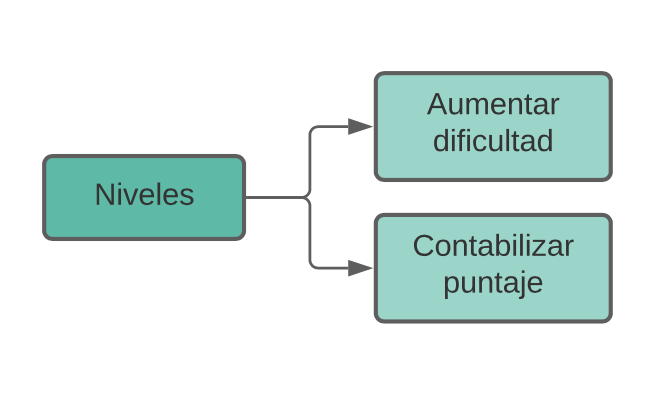 Niveles
Aumentar
dificultad
Contabilizar
puntaje